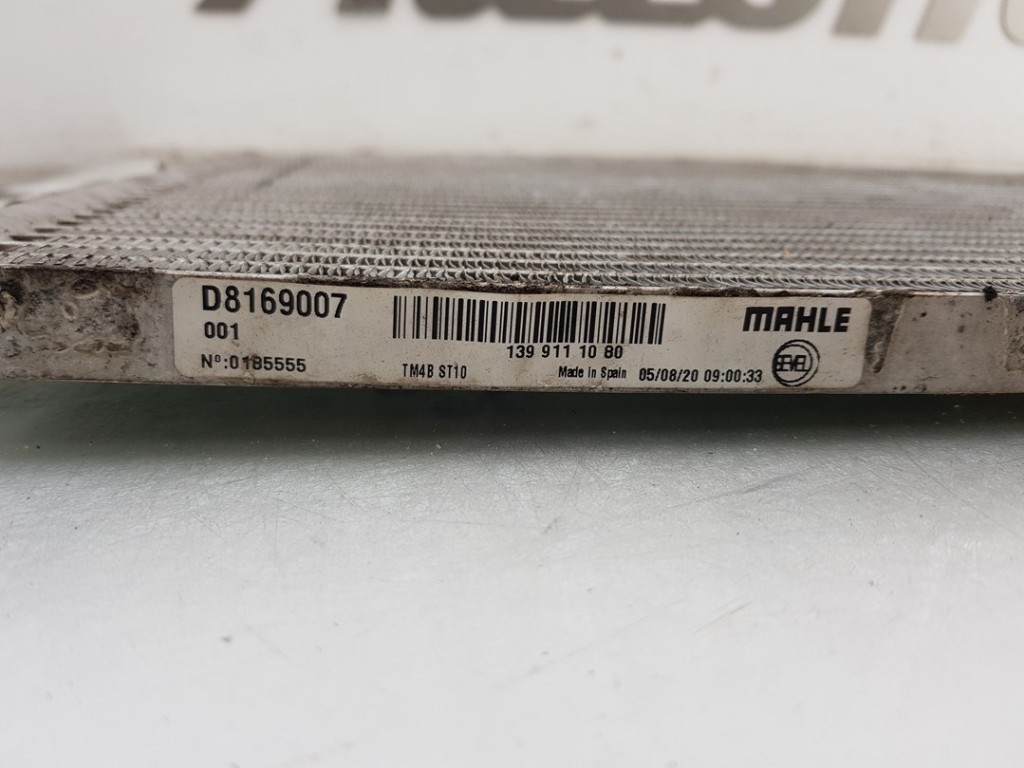 D8169007
001
Nº:0185555
139 911 10 80
TM4B ST10
Made in Spain 05/08/20 09:00:33
MAHLE